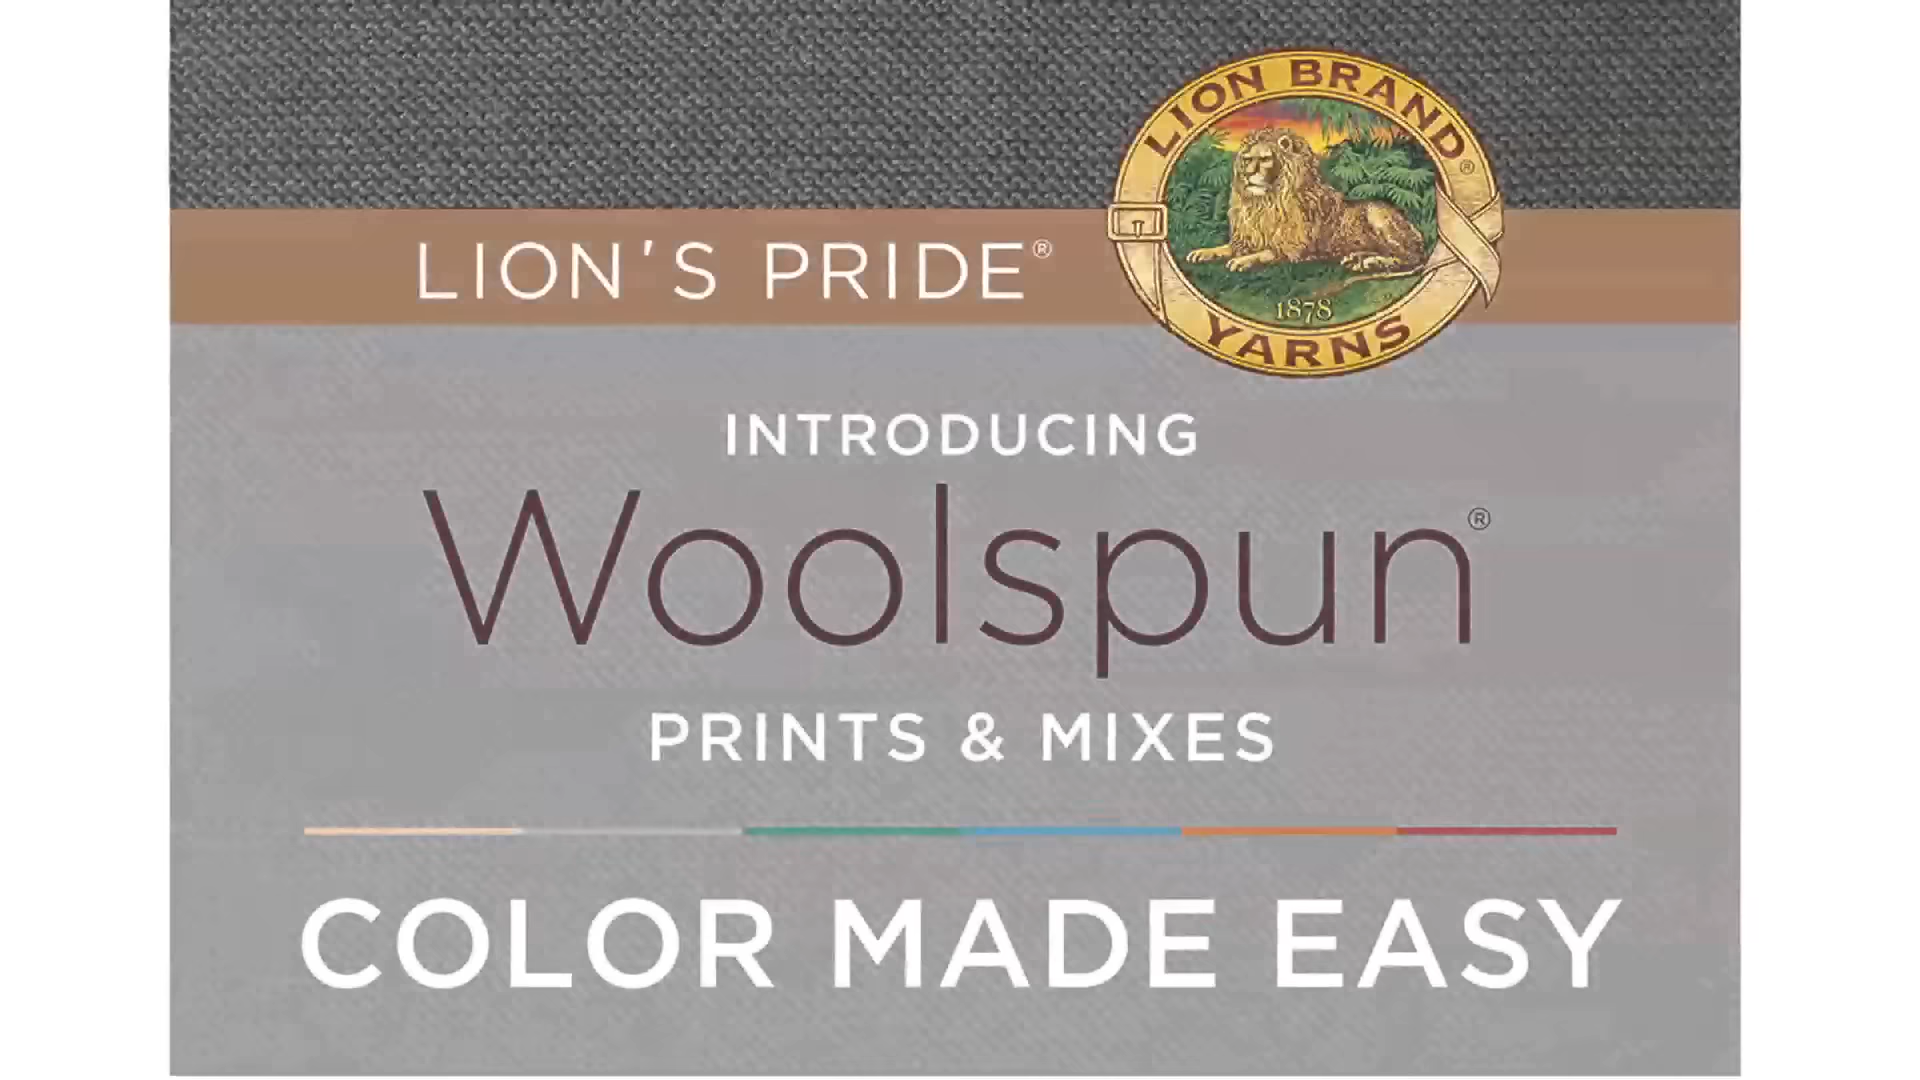 LION BRAND®
LION'S PRIDE®
1878
YARNS
INTRODUCING
Woolspun®
PRINTS & MIXES
COLOR MADE EASY